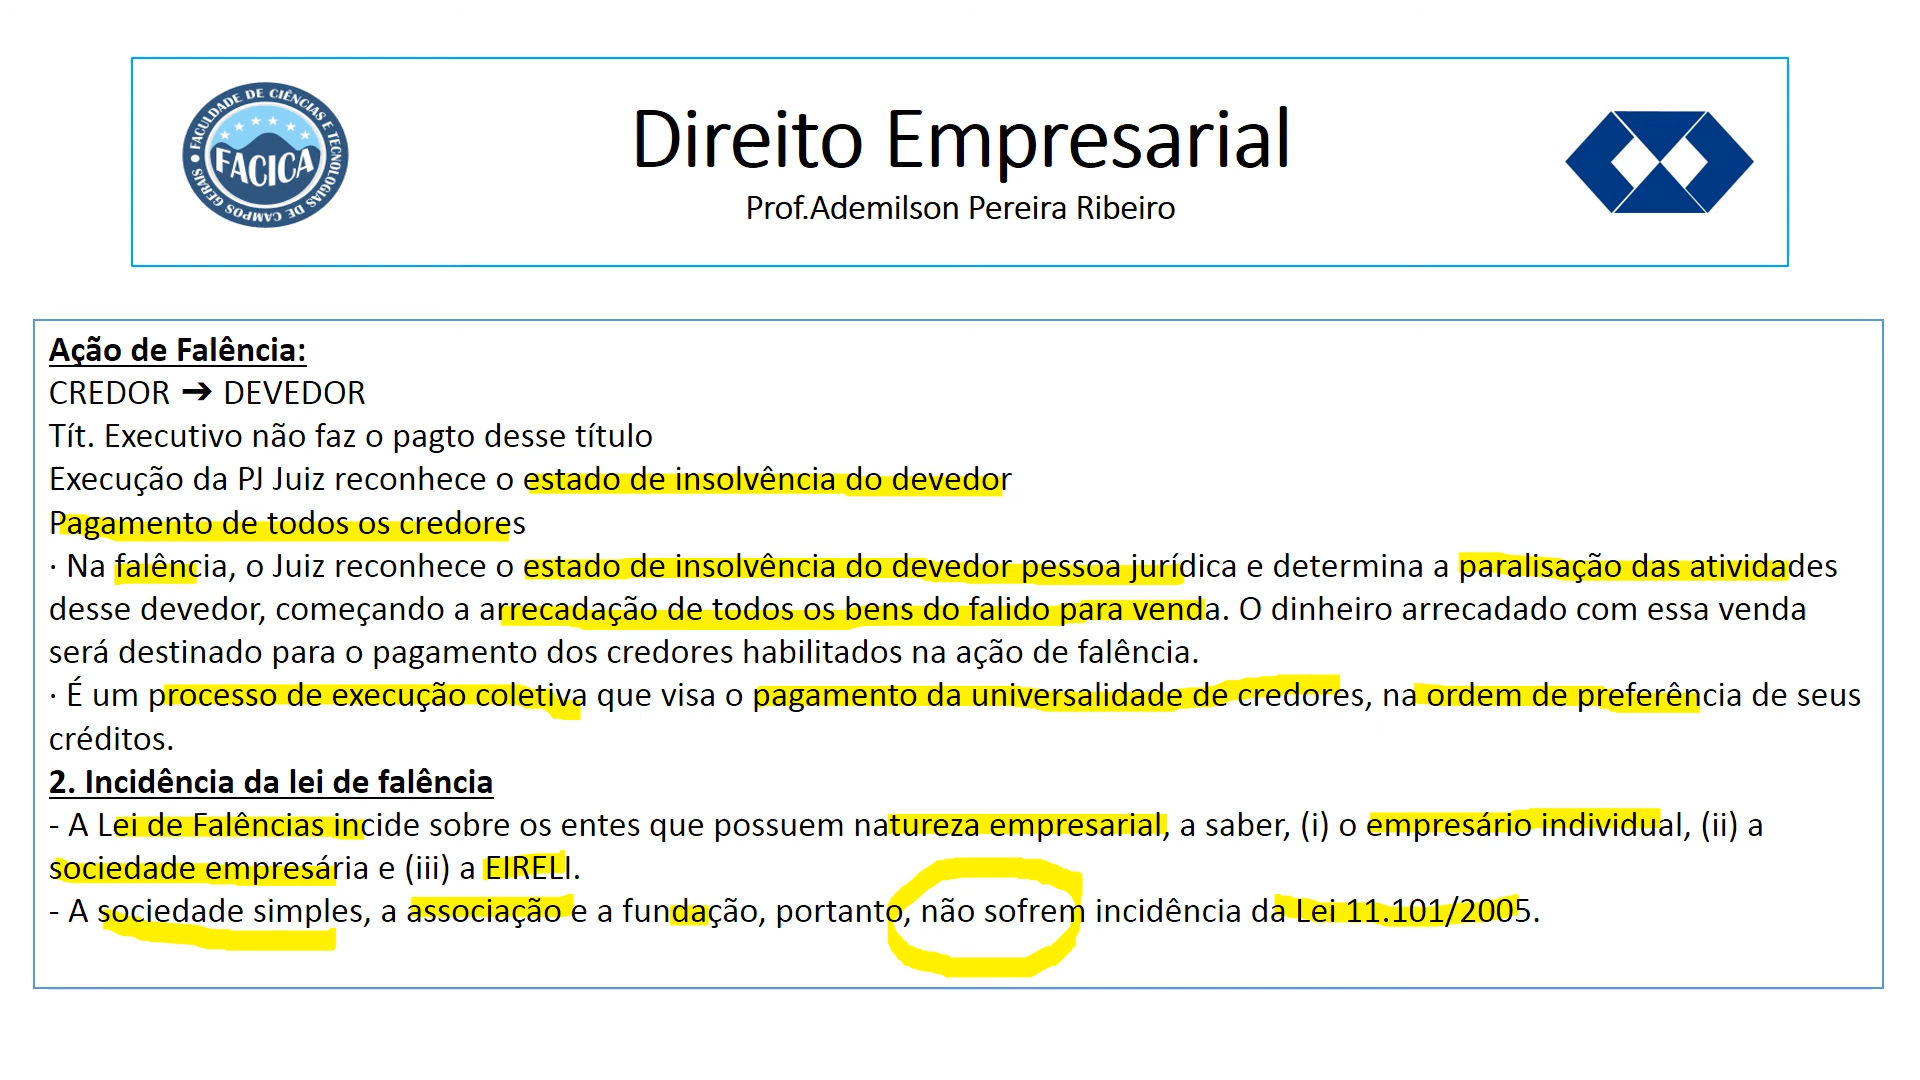 FACULDADE DE CIÊNCIAS E TECNOLOGIAS DE CAMPOS GERAIS
FACICA
Direito Empresarial
Prof.Ademilson Pereira Ribeiro
Ação de Falência:
CREDOR ➔ DEVEDOR
Tít. Executivo não faz o pagto desse título
Execução da PJ Juiz reconhece o estado de insolvência do devedor
Pagamento de todos os credores
· Na falência, o Juiz reconhece o estado de insolvência do devedor pessoa jurídica e determina a paralisação das atividades
desse devedor, começando a arrecadação de todos os bens do falido para venda. O dinheiro arrecadado com essa venda
será destinado para o pagamento dos credores habilitados na ação de falência.
· É um processo de execução coletiva que visa o pagamento da universalidade de credores, na ordem de preferência de seus
créditos.
2. Incidência da lei de falência
- A Lei de Falências incide sobre os entes que possuem natureza empresarial, a saber, (i) o empresário individual, (ii) a
sociedade empresária e (iii) a EIRELI.
- A sociedade simples, a associação e a fundação, portanto, não sofrem incidência da Lei 11.101/2005.